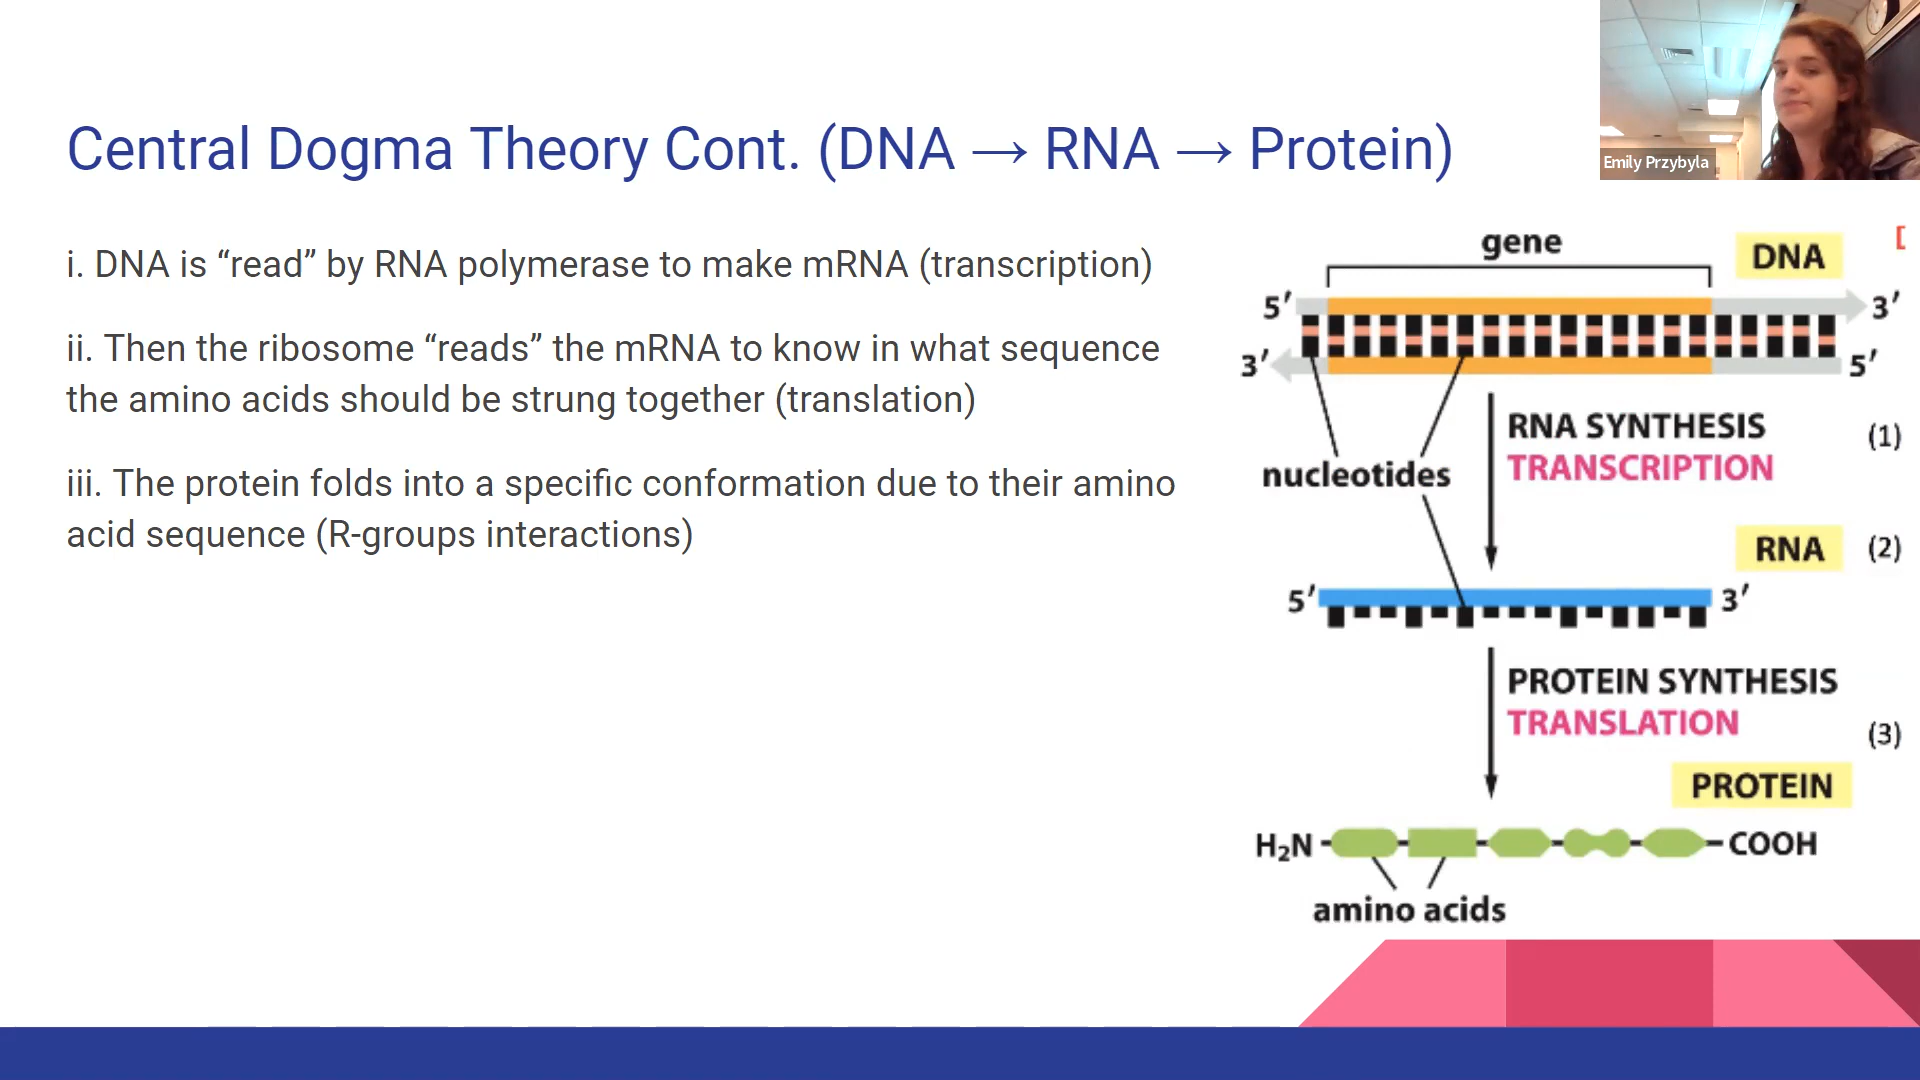 Central Dogma Theory Cont. (DNA → RNA → Protein)
Emily Przybyla
i. DNA is “read” by RNA polymerase to make mRNA (transcription)
ii. Then the ribosome “reads” the mRNA to know in what sequence
the amino acids should be strung together (translation)
iii. The protein folds into a specific conformation due to their amino
acid sequence (R-groups interactions)
gene
DNA
[
5′ 3′
3′ 5′
RNA SYNTHESIS
TRANSCRIPTION
(1)
nucleotides
RNA (2)
5′ 3′
PROTEIN SYNTHESIS
TRANSLATION
(3)
PROTEIN
H₂N COOH
amino acids